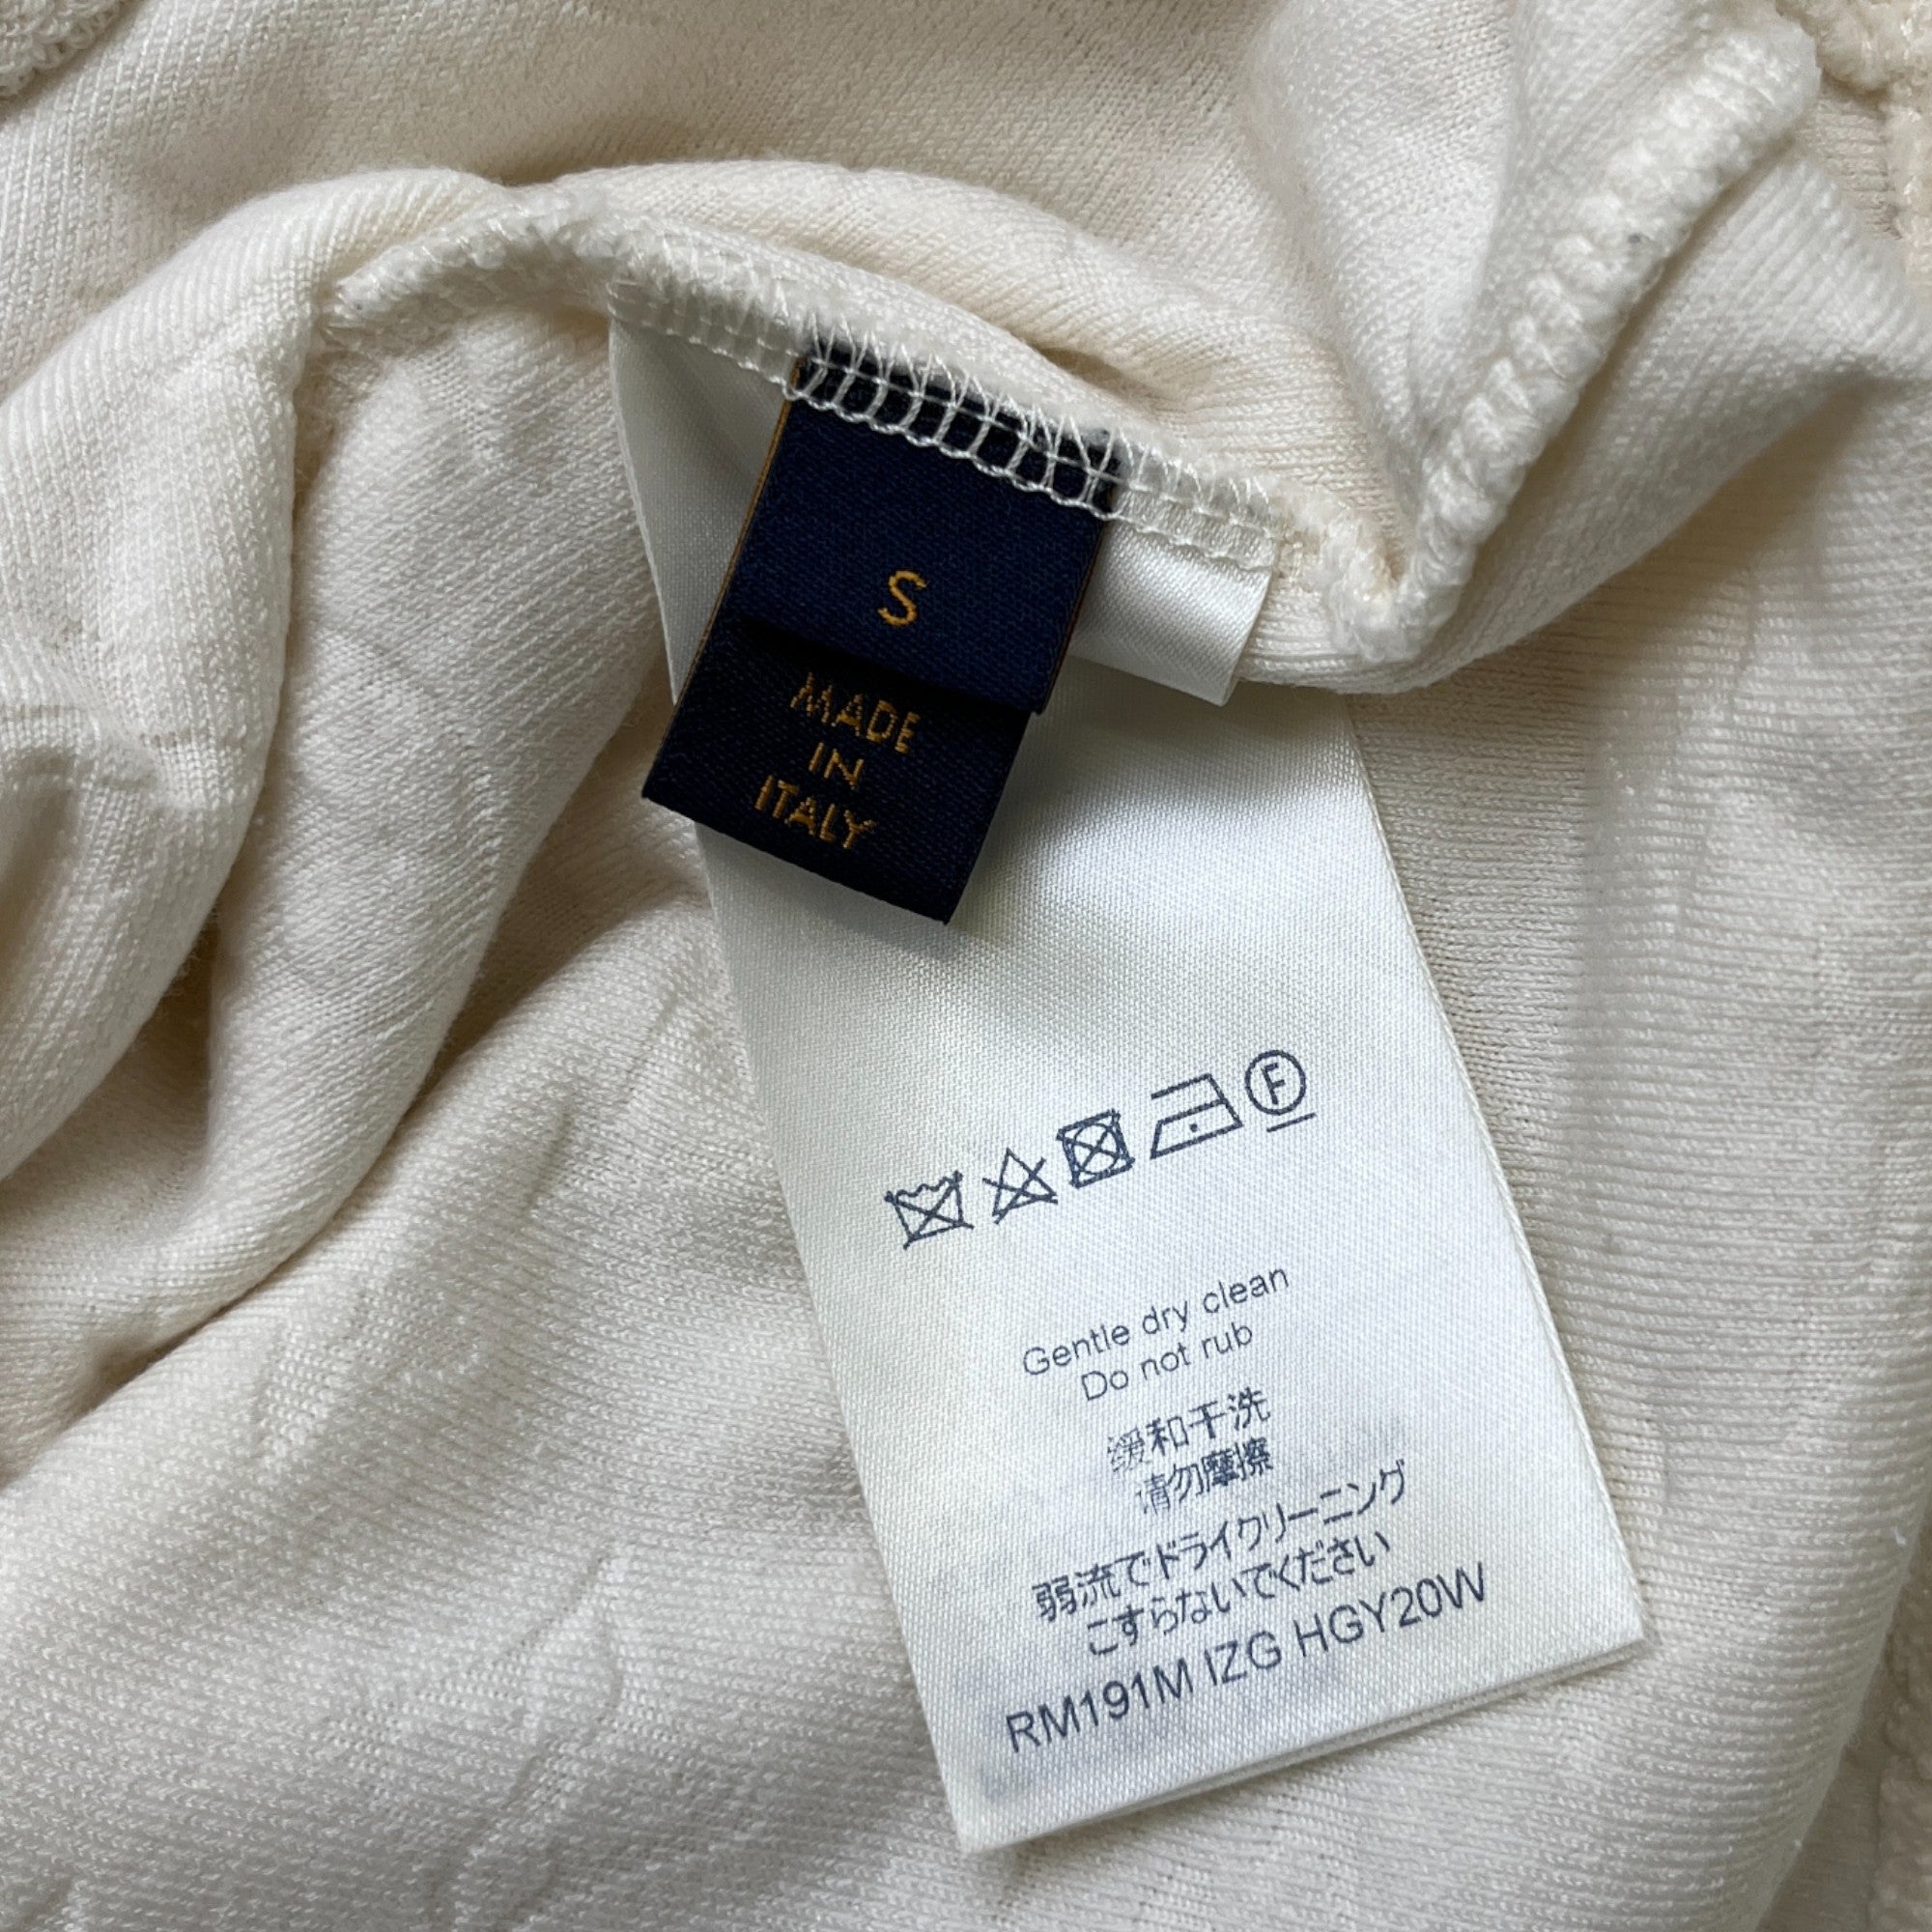 S
MADE
IN
ITALY
F
Gentle dry clean
Do not rub
缓和干洗
请勿摩擦
弱流でドライクリーニング
こすらないでください
RM191M IZG HGY20W